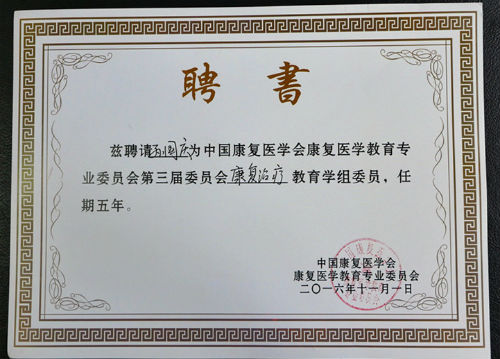 聘書
兹聘请国庆为中国康复医学会康复医学教育专
业委员会第三届委员会康复治疗教育学组委员,任
期五年。
中国康复医学会
康复医学教育专业委员会
二〇一六年十一月一日